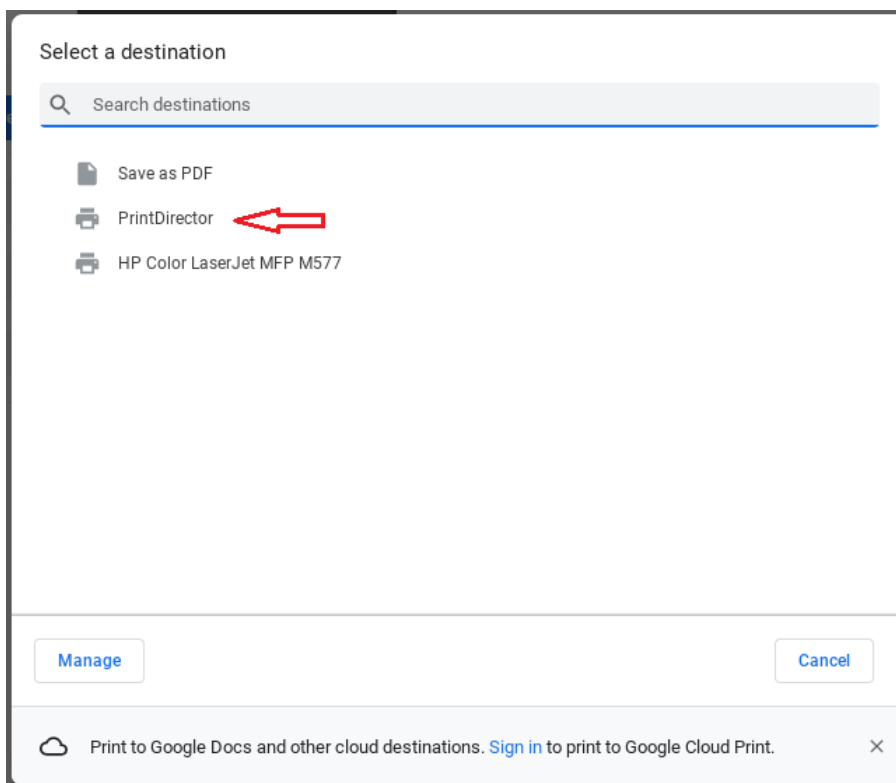 Select a destination
Search destinations
Save as PDF
PrintDirector
HP Color LaserJet MFP M577
Manage
Cancel
Print to Google Docs and other cloud destinations. Sign in to print to Google Cloud Print.